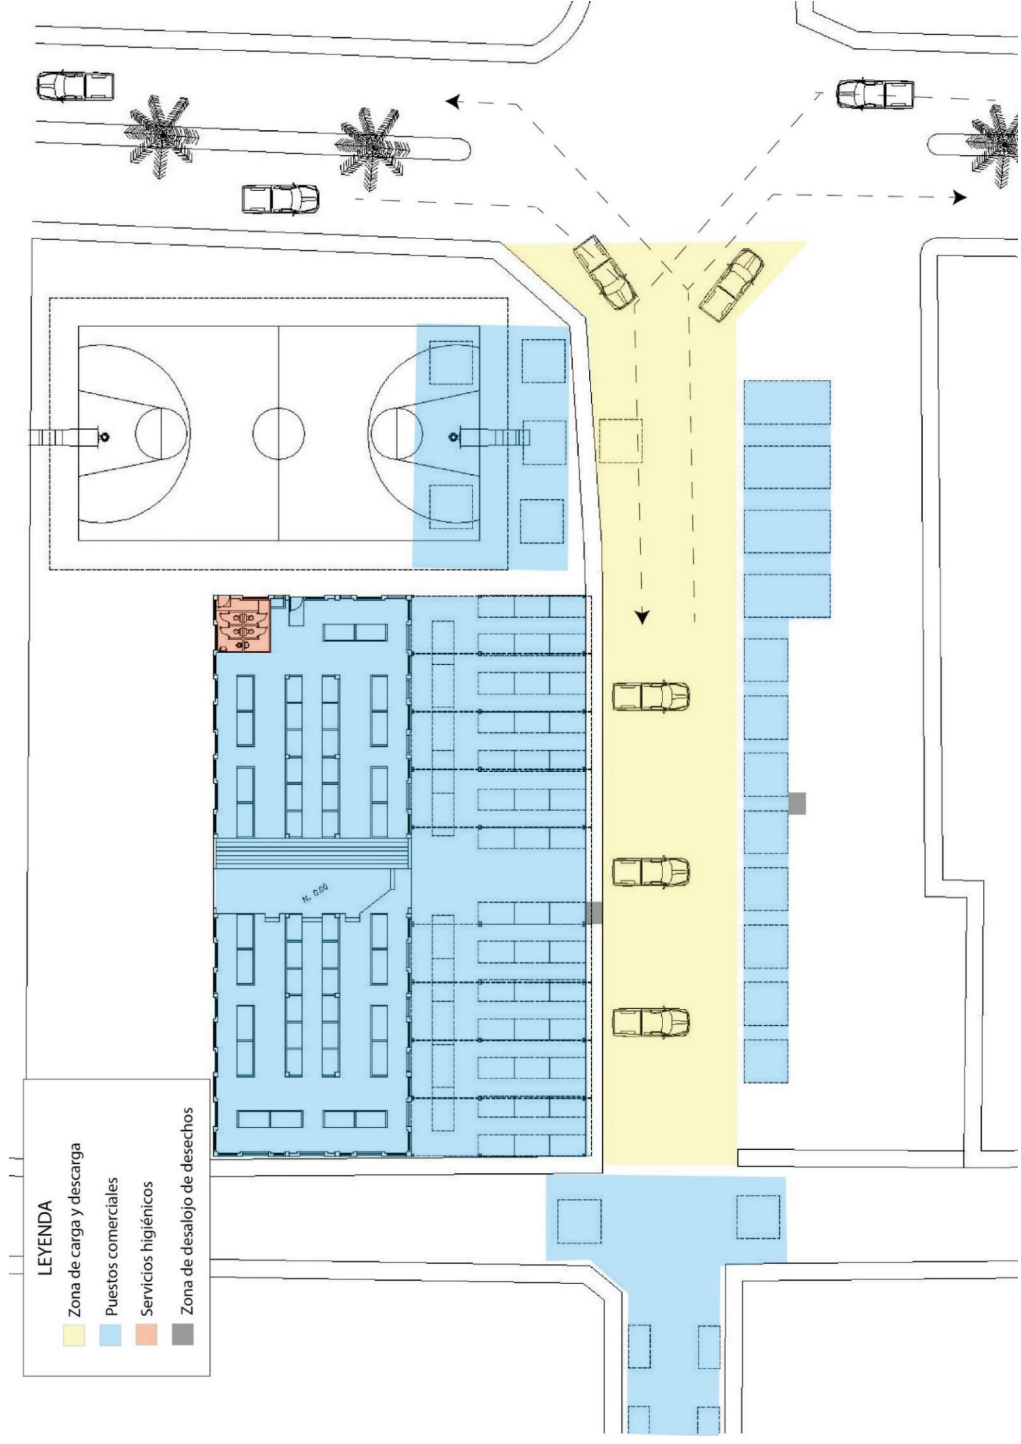 N. 0.00
LEYENDA
Zona de carga y descarga
Puestos comerciales
Servicios higiénicos
Zona de desalojo de desechos